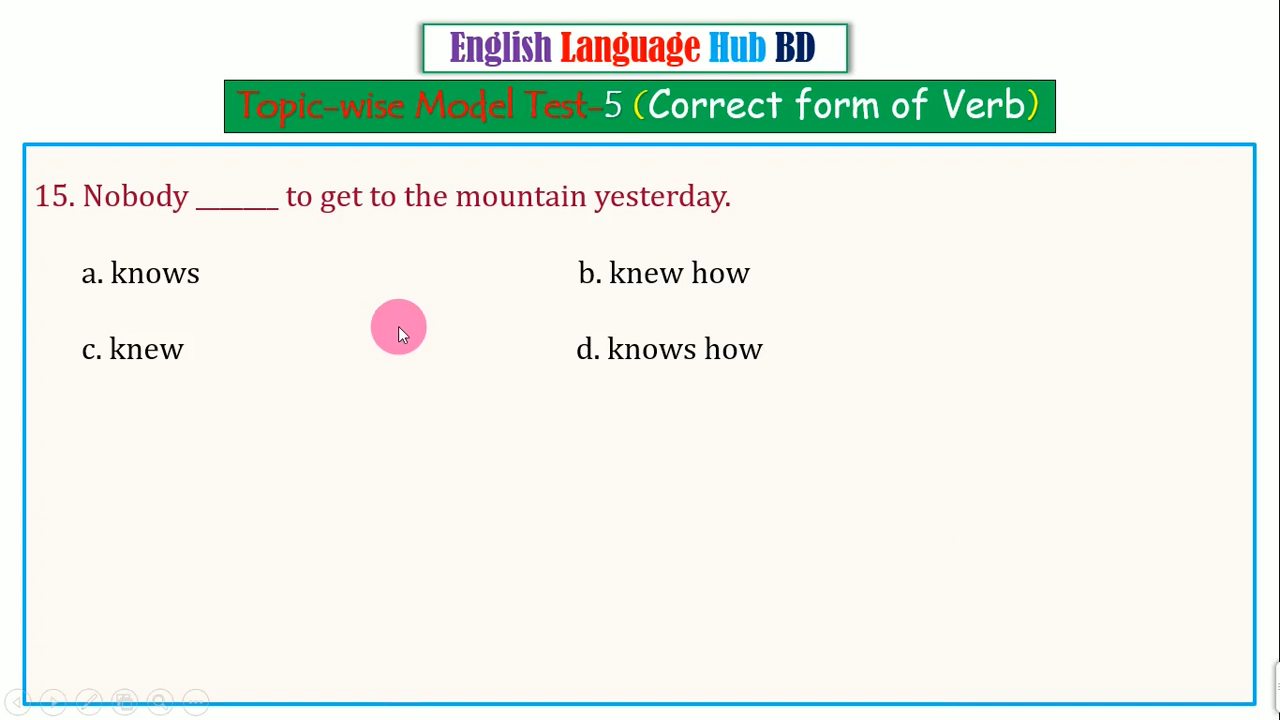 English Language Hub BD
Topic-wise Model Test-5 (Correct form of Verb)
15. Nobody _______ to get to the mountain yesterday.
a. knows
b. knew how
c. knew
d. knows how